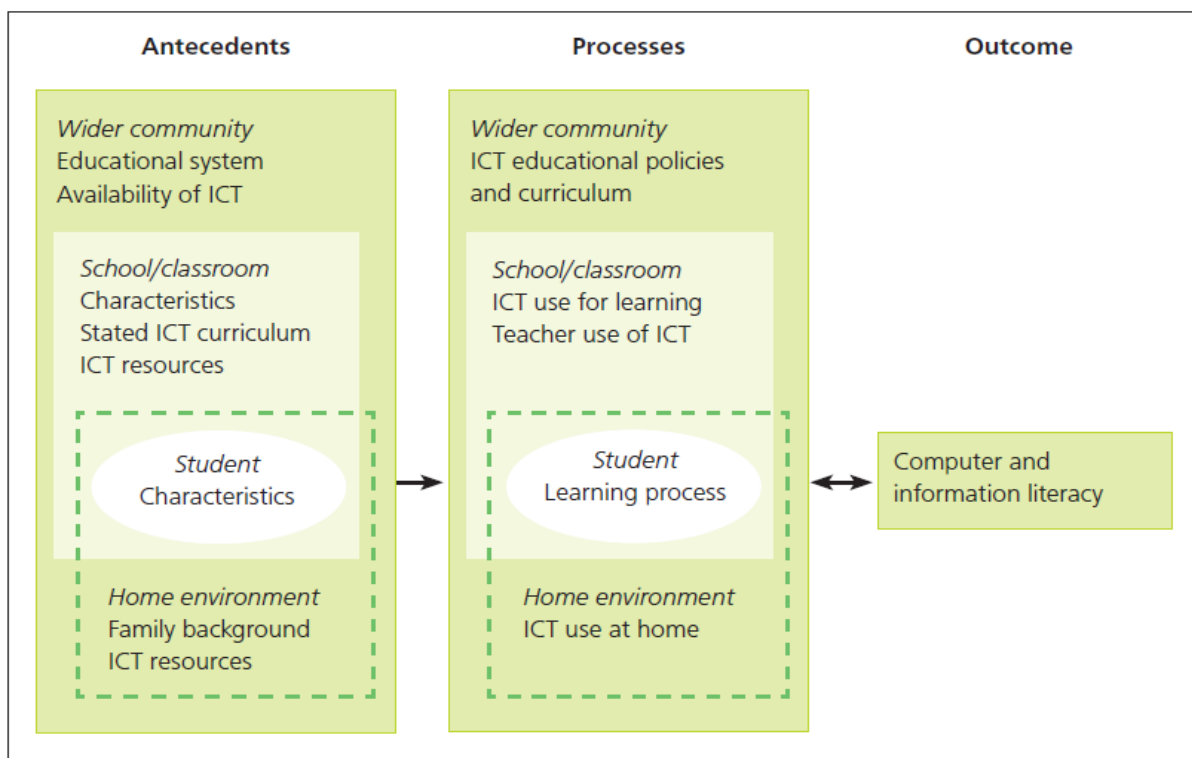 Antecedents
Processes
Outcome
Wider community
Educational system
Availability of ICT
School/classroom
Characteristics
Stated ICT curriculum
ICT resources
Student
Characteristics
Home environment
Family background
ICT resources
Wider community
ICT educational policies
and curriculum
School/classroom
ICT use for learning
Teacher use of ICT
Student
Learning process
Home environment
ICT use at home
Computer and
information literacy